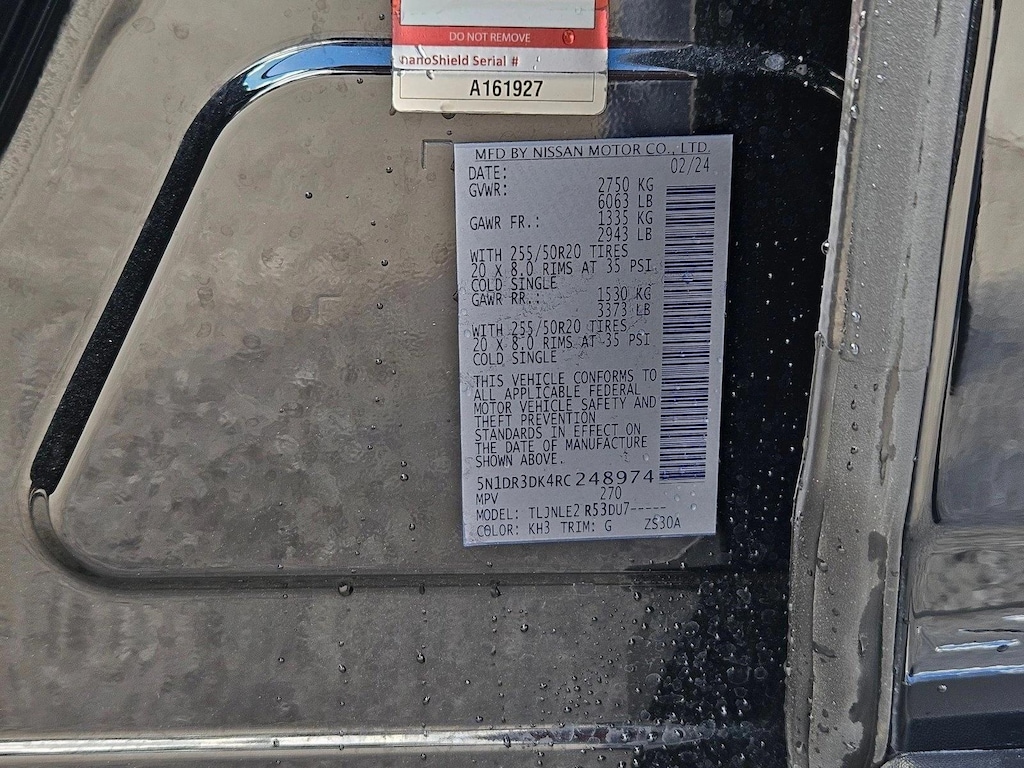 DO NOT REMOVE
nanoShield Serial #
A161927
MFD BY NISSAN MOTOR CO., LTD.
DATE: 02/24
GVWR: 2750 KG
6063 LB
GAWR FR.: 1335 KG
2943 LB
WITH 255/50R20 TIRES
20 X 8.0 RIMS AT 35 PSI
COLD SINGLE
GAWR RR.: 1530 KG
3373 LB
WITH 255/50R20 TIRES
20 X 8.0 RIMS AT 35 PSI
COLD SINGLE
THIS VEHICLE CONFORMS TO
ALL APPLICABLE FEDERAL
MOTOR VEHICLE SAFETY AND
THEFT PREVENTION
STANDARDS IN EFFECT ON
THE DATE OF MANUFACTURE
SHOWN ABOVE.
5N1DR3DK4RC248974
MPV 270
MODEL: TLJNLE2 R53DU7-----
COLOR: KH3 TRIM: G ZS30A